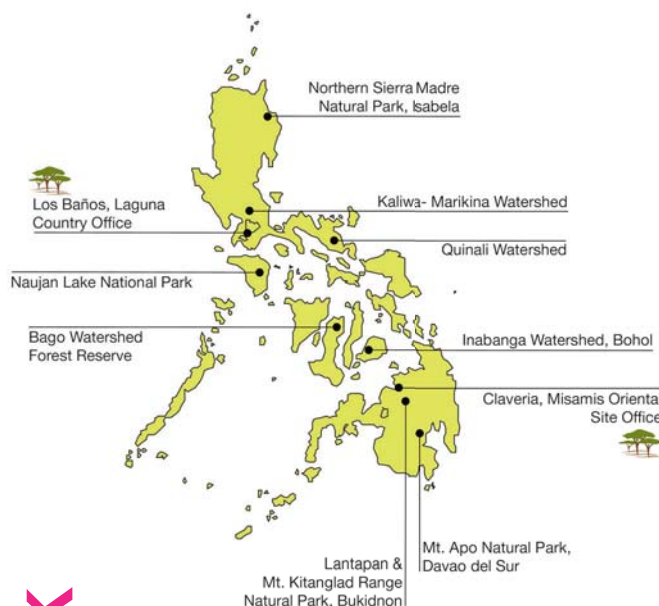 Northern Sierra Madre
Natural Park, Isabela
Los Baños, Laguna
Country Office
Kaliwa- Marikina Watershed
Quinali Watershed
Naujan Lake National Park
Bago Watershed
Forest Reserve
Inabanga Watershed, Bohol
Claveria, Misamis Orienta
Site Office
Mt. Apo Natural Park,
Davao del Sur
Lantapan &
Mt. Kitanglad Range
Natural Park, Bukidnon